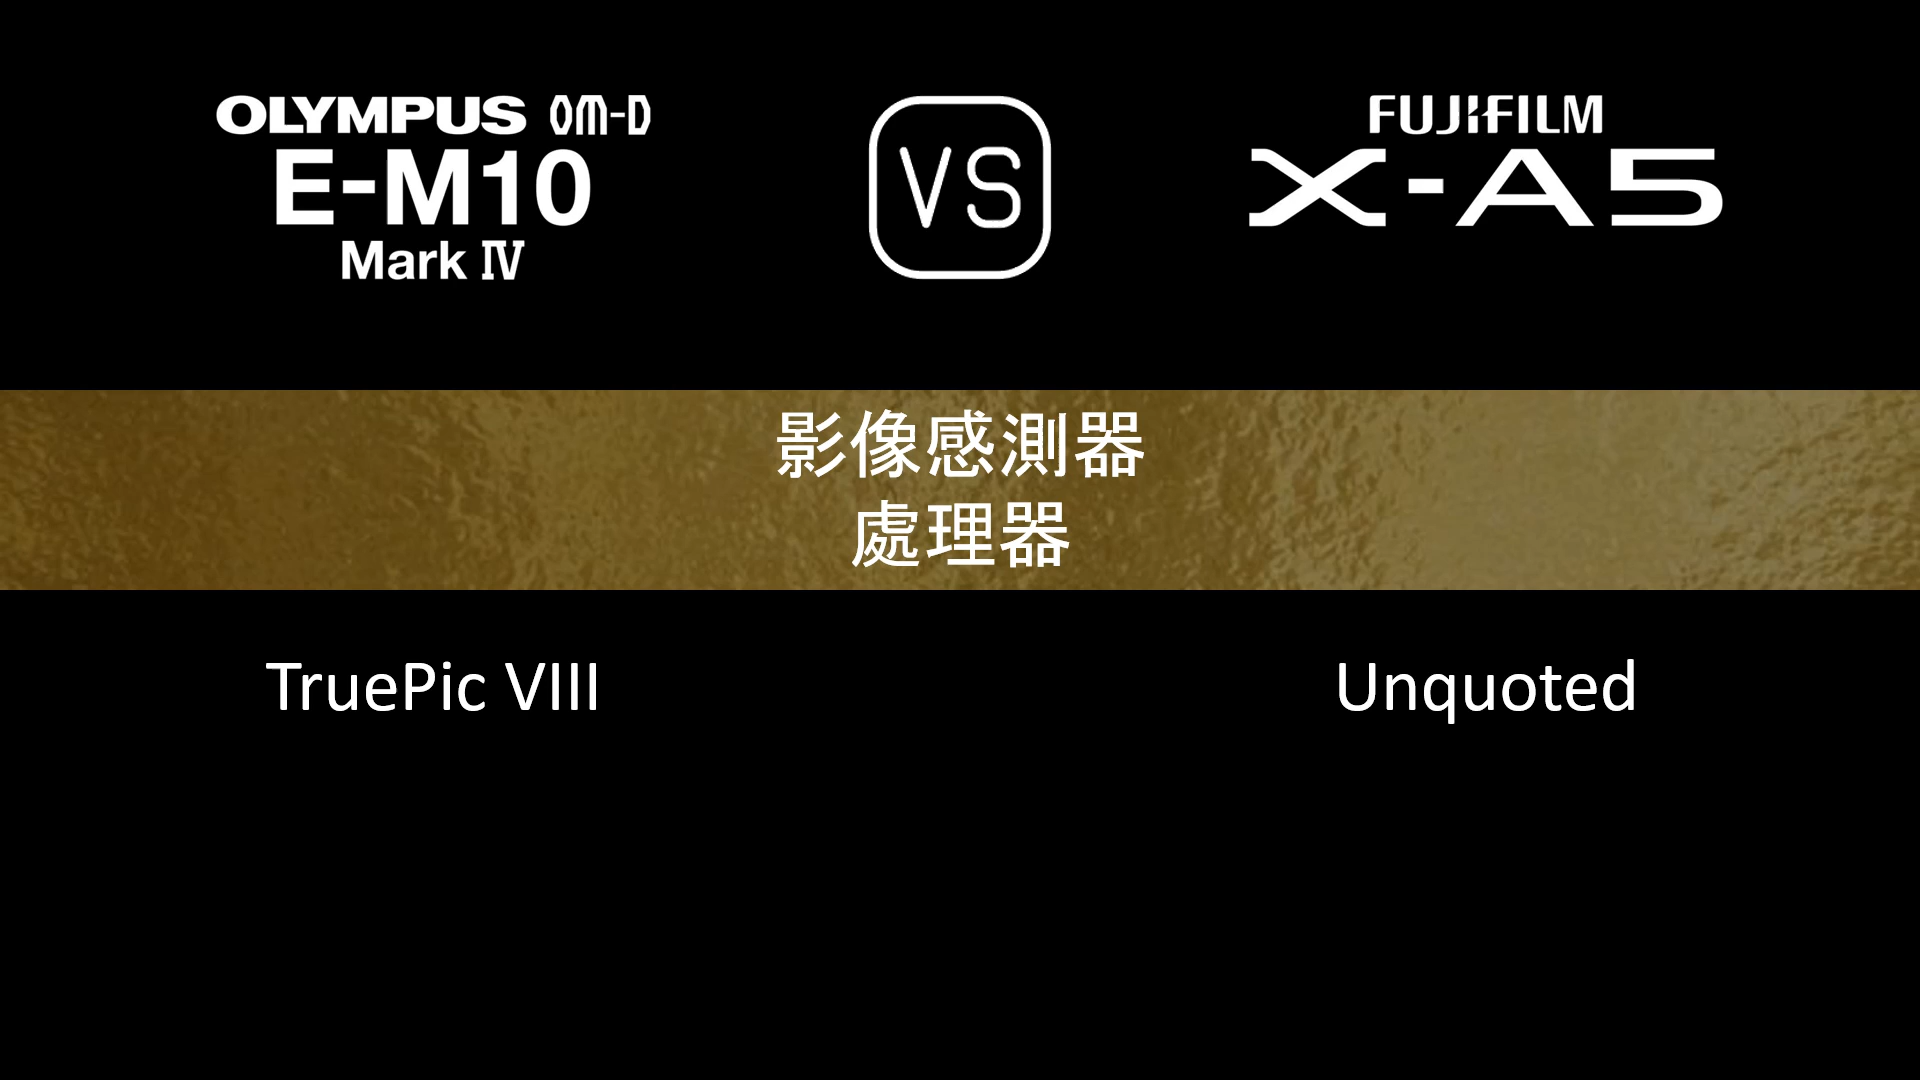 OLYMPUS OM-D
E-M10
Mark IV
VS
FUJIFILM
X-A5
影像感測器
處理器
TruePic VIII
Unquoted